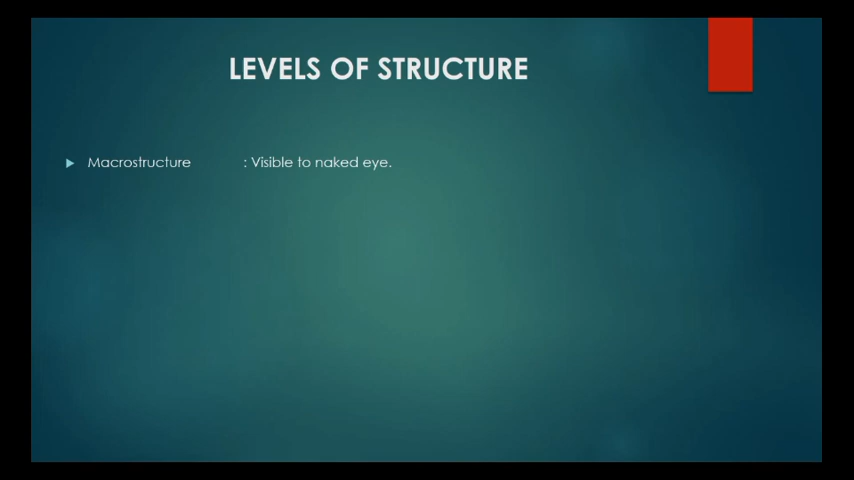 LEVELS OF STRUCTURE
Macrostructure : Visible to naked eye.